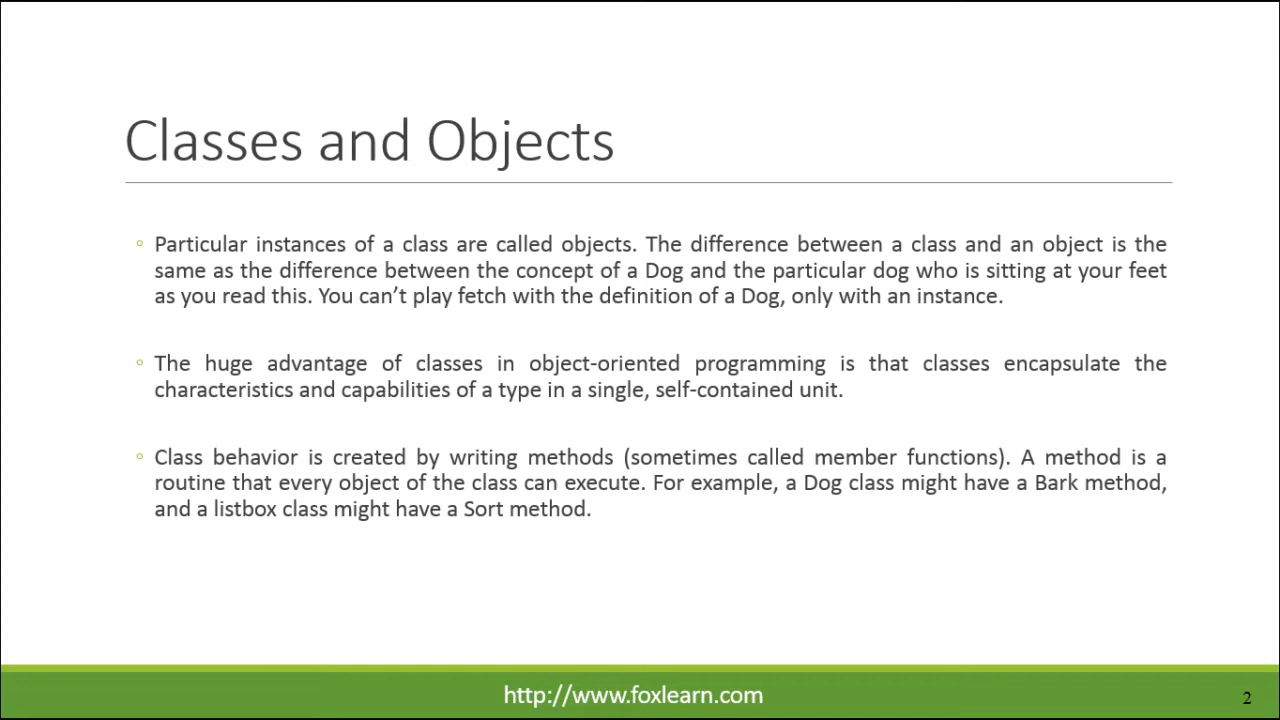 Classes and Objects
◦ Particular instances of a class are called objects. The difference between a class and an object is the
same as the difference between the concept of a Dog and the particular dog who is sitting at your feet
as you read this. You can’t play fetch with the definition of a Dog, only with an instance.
◦ The huge advantage of classes in object-oriented programming is that classes encapsulate the
characteristics and capabilities of a type in a single, self-contained unit.
◦ Class behavior is created by writing methods (sometimes called member functions). A method is a
routine that every object of the class can execute. For example, a Dog class might have a Bark method,
and a listbox class might have a Sort method.
http://www.foxlearn.com
2